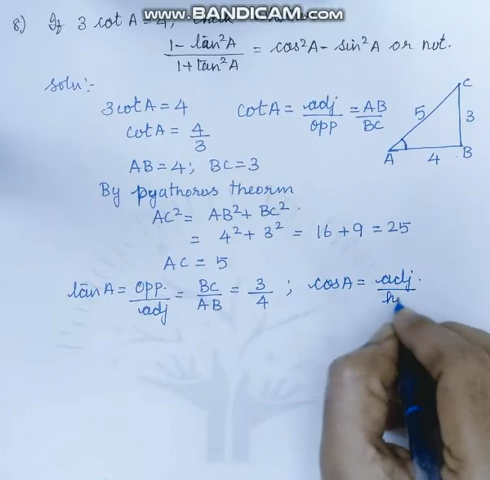 WWW.BANDICAM.COM
8) If 3 cot A = 4,
1 - tan²A / 1 + tan²A = cos²A - sin²A or not.
Soln:-
3 cot A = 4 cot A = adj / opp = AB / BC
cot A = 4 / 3
AB = 4; BC = 3
By pyathorus theorm
AC² = AB² + BC².
= 4² + 3² = 16 + 9 = 25
AC = 5
tan A = opp. / adj = BC / AB = 3 / 4 ; cos A = adj. / h
C
5
3
A
4
B